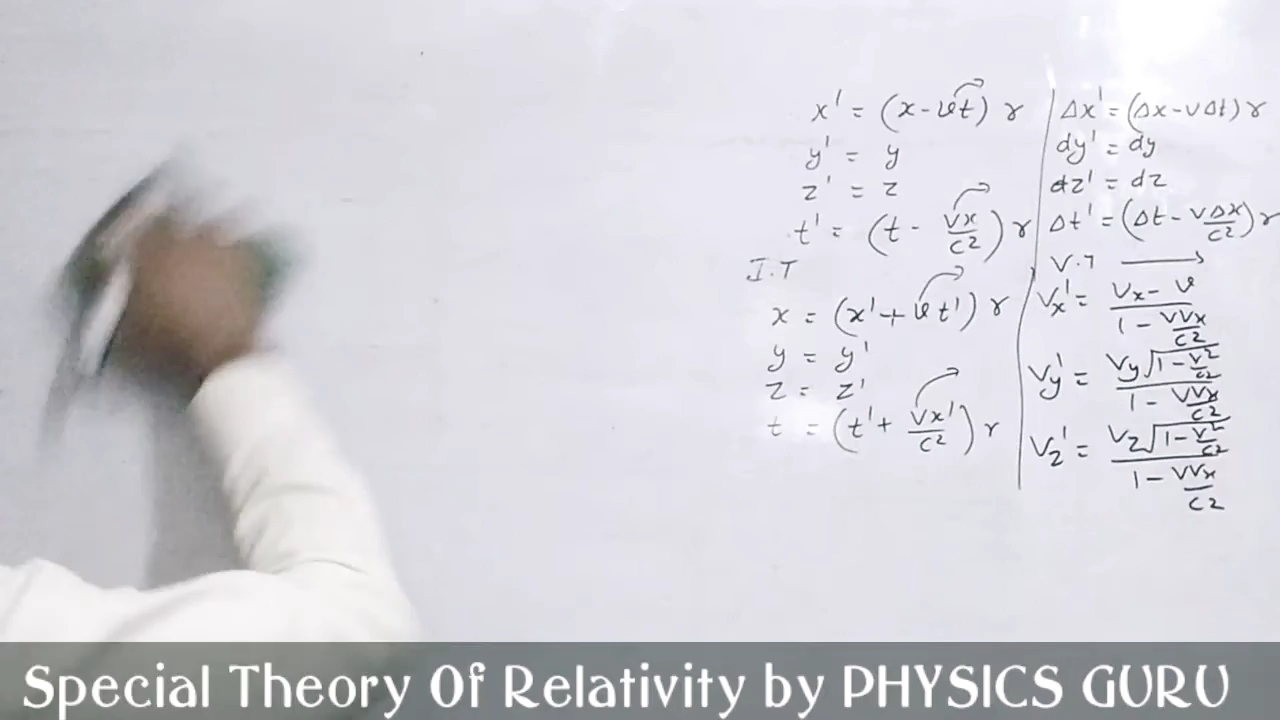 x' = (x - vt) γ
y' = y
z' = z
t' = (t - Vx/c2) γ
I.T
x = (x' + vt') γ
y = y'
z = z'
t = (t' + Vx'/c2) γ
Δx' = (Δx - VΔt) γ
dy' = dy
dz' = dz
Δt' = (Δt - VΔx/c2) γ
V.T →
Vx' = Vx - v / 1 - VVx/c2
Vy' = Vy√1 - v2/c2 / 1 - VVx/c2
Vz' = Vz√1 - v2/c2 / 1 - VVx/c2
Special Theory Of Relativity by PHYSICS GURU